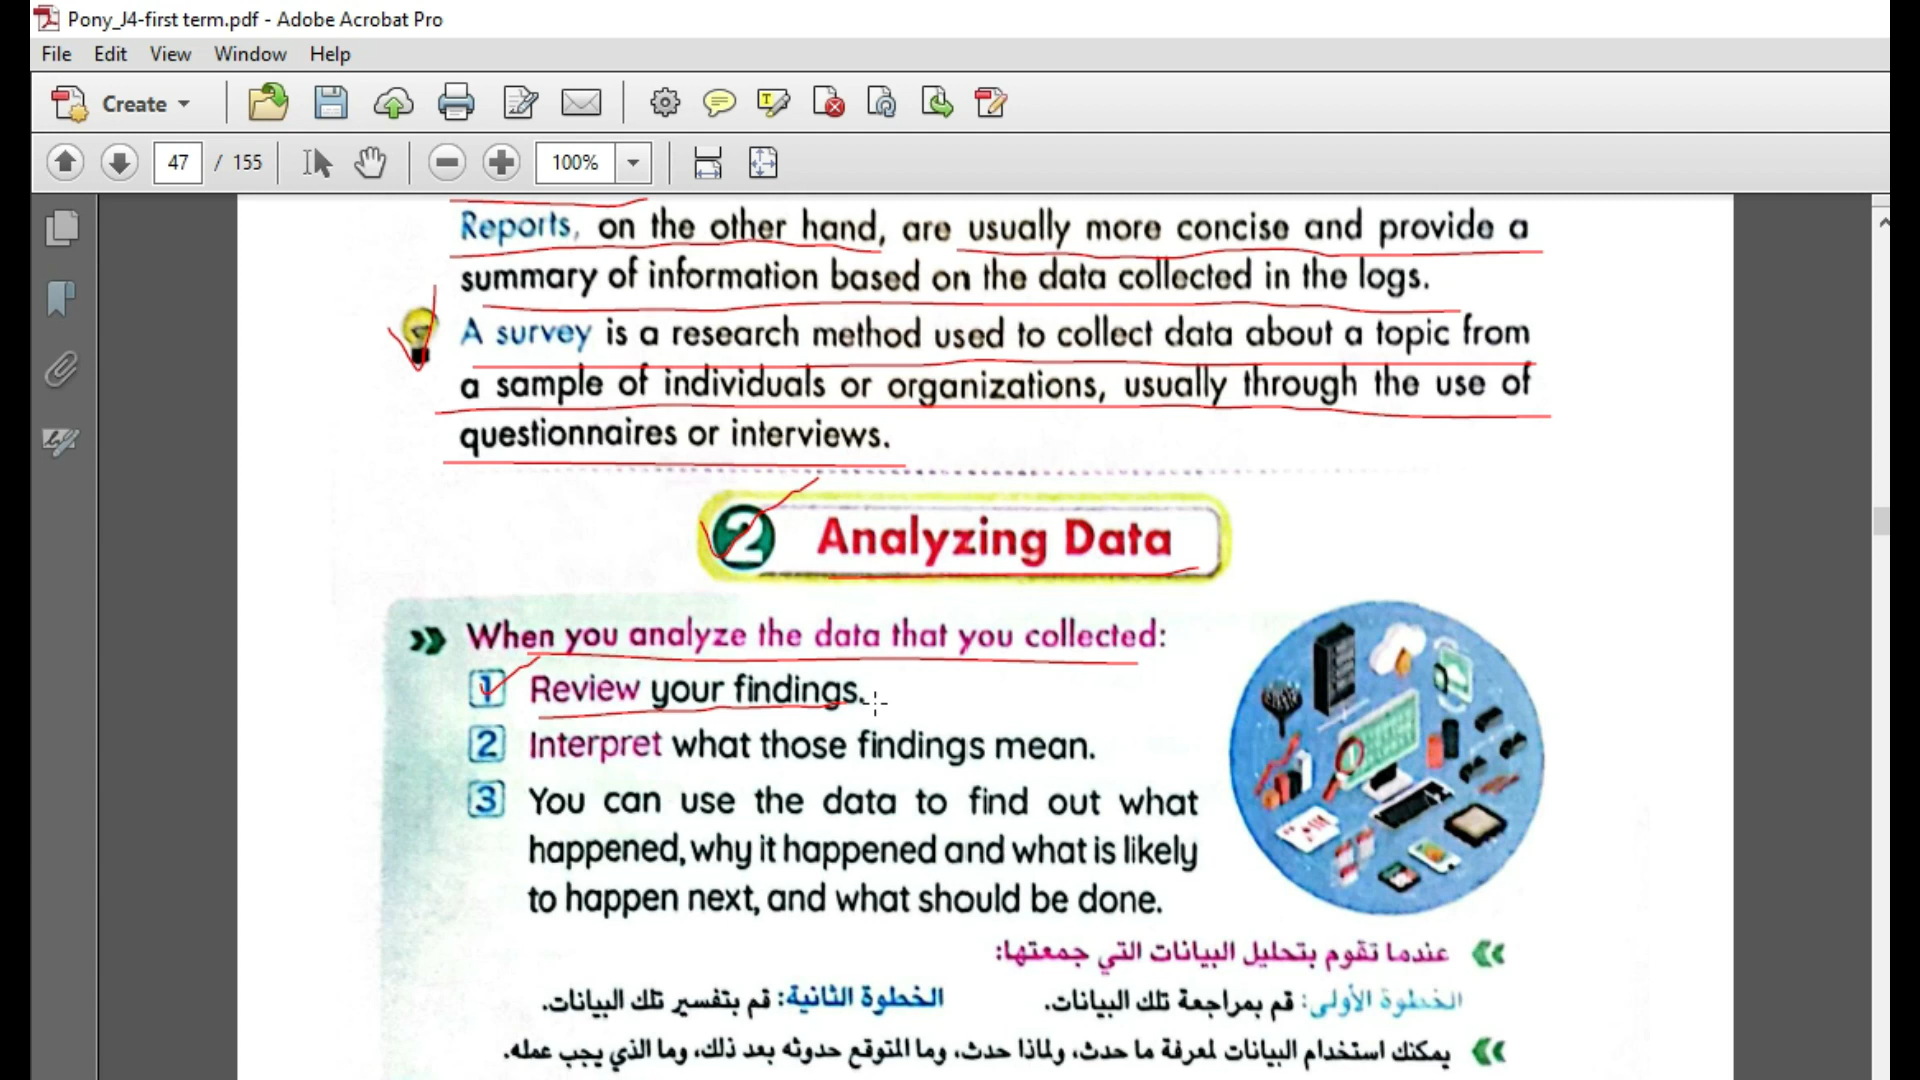 Pony_J4-first term.pdf - Adobe Acrobat Pro
File Edit View Window Help
Create
47 / 155 100%
Reports, on the other hand, are usually more concise and provide a
summary of information based on the data collected in the logs.
A survey is a research method used to collect data about a topic from
a sample of individuals or organizations, usually through the use of
questionnaires or interviews.
2 Analyzing Data
When you analyze the data that you collected:
1 Review your findings.
2 Interpret what those findings mean.
3 You can use the data to find out what
happened, why it happened and what is likely
to happen next, and what should be done.
عندما تقوم بتحليل البيانات التي جمعتها:
الخطوة الأولى: قم بمراجعة تلك البيانات. الخطوة الثانية: قم بتفسير تلك البيانات.
يمكنك استخدام البيانات لمعرفة ما حدث، ولماذا حدث، وما المتوقع حدوثه بعد ذلك، وما الذي يجب عمله.